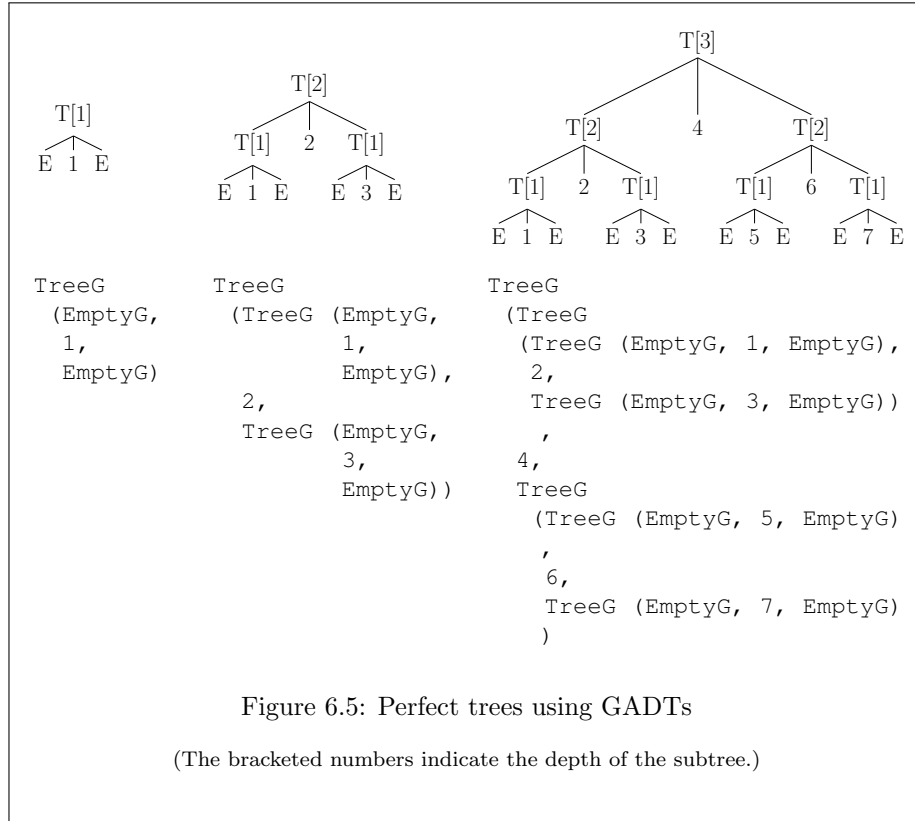 T[1]
E 1 E
T[2]
T[1] 2 T[1]
E 1 E E 3 E
T[3]
T[2] 4 T[2]
T[1] 2 T[1] T[1] 6 T[1]
E 1 E E 3 E E 5 E E 7 E
TreeG
(EmptyG,
1,
EmptyG)
TreeG
(TreeG (EmptyG,
1,
EmptyG),
2,
TreeG (EmptyG,
3,
EmptyG))
TreeG
(TreeG
(TreeG (EmptyG, 1, EmptyG),
2,
TreeG (EmptyG, 3, EmptyG))
,
4,
TreeG
(TreeG (EmptyG, 5, EmptyG)
,
6,
TreeG (EmptyG, 7, EmptyG)
)
Figure 6.5: Perfect trees using GADTs
(The bracketed numbers indicate the depth of the subtree.)